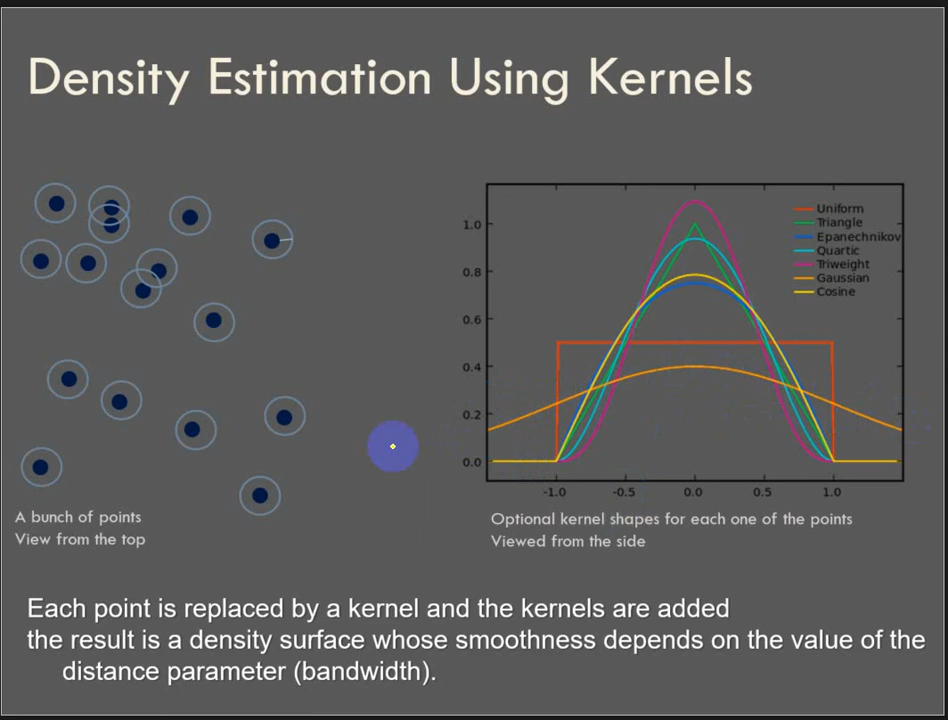 Density Estimation Using Kernels
Uniform
Triangle
Epanechnikov
Quartic
Triweight
Gaussian
Cosine
1.0
0.8
0.6
0.4
0.2
0.0
-1.0 -0.5 0.0 0.5 1.0
A bunch of points
View from the top
Optional kernel shapes for each one of the points
Viewed from the side
Each point is replaced by a kernel and the kernels are added
the result is a density surface whose smoothness depends on the value of the
distance parameter (bandwidth).